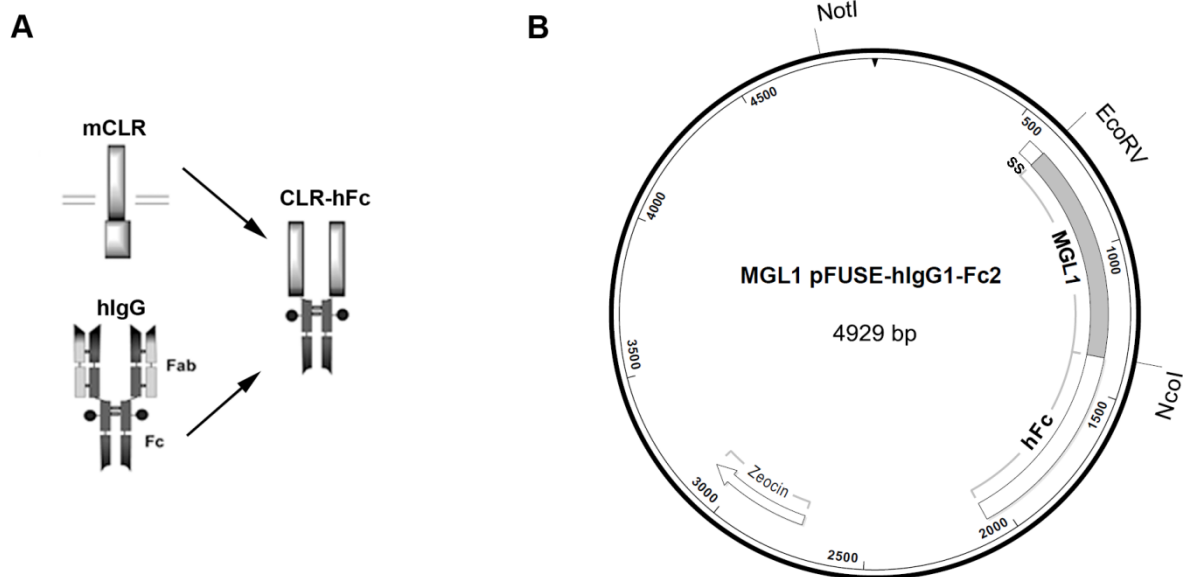 A
mCLR
CLR-hFc
hIgG
Fab
Fc
B
NotI
4500
500
EcoRV
SS
4000
MGL1
1000
MGL1 pFUSE-hIgG1-Fc2
4929 bp
3500
NcoI
1500
hFc
Zeocin
3000
2000
2500